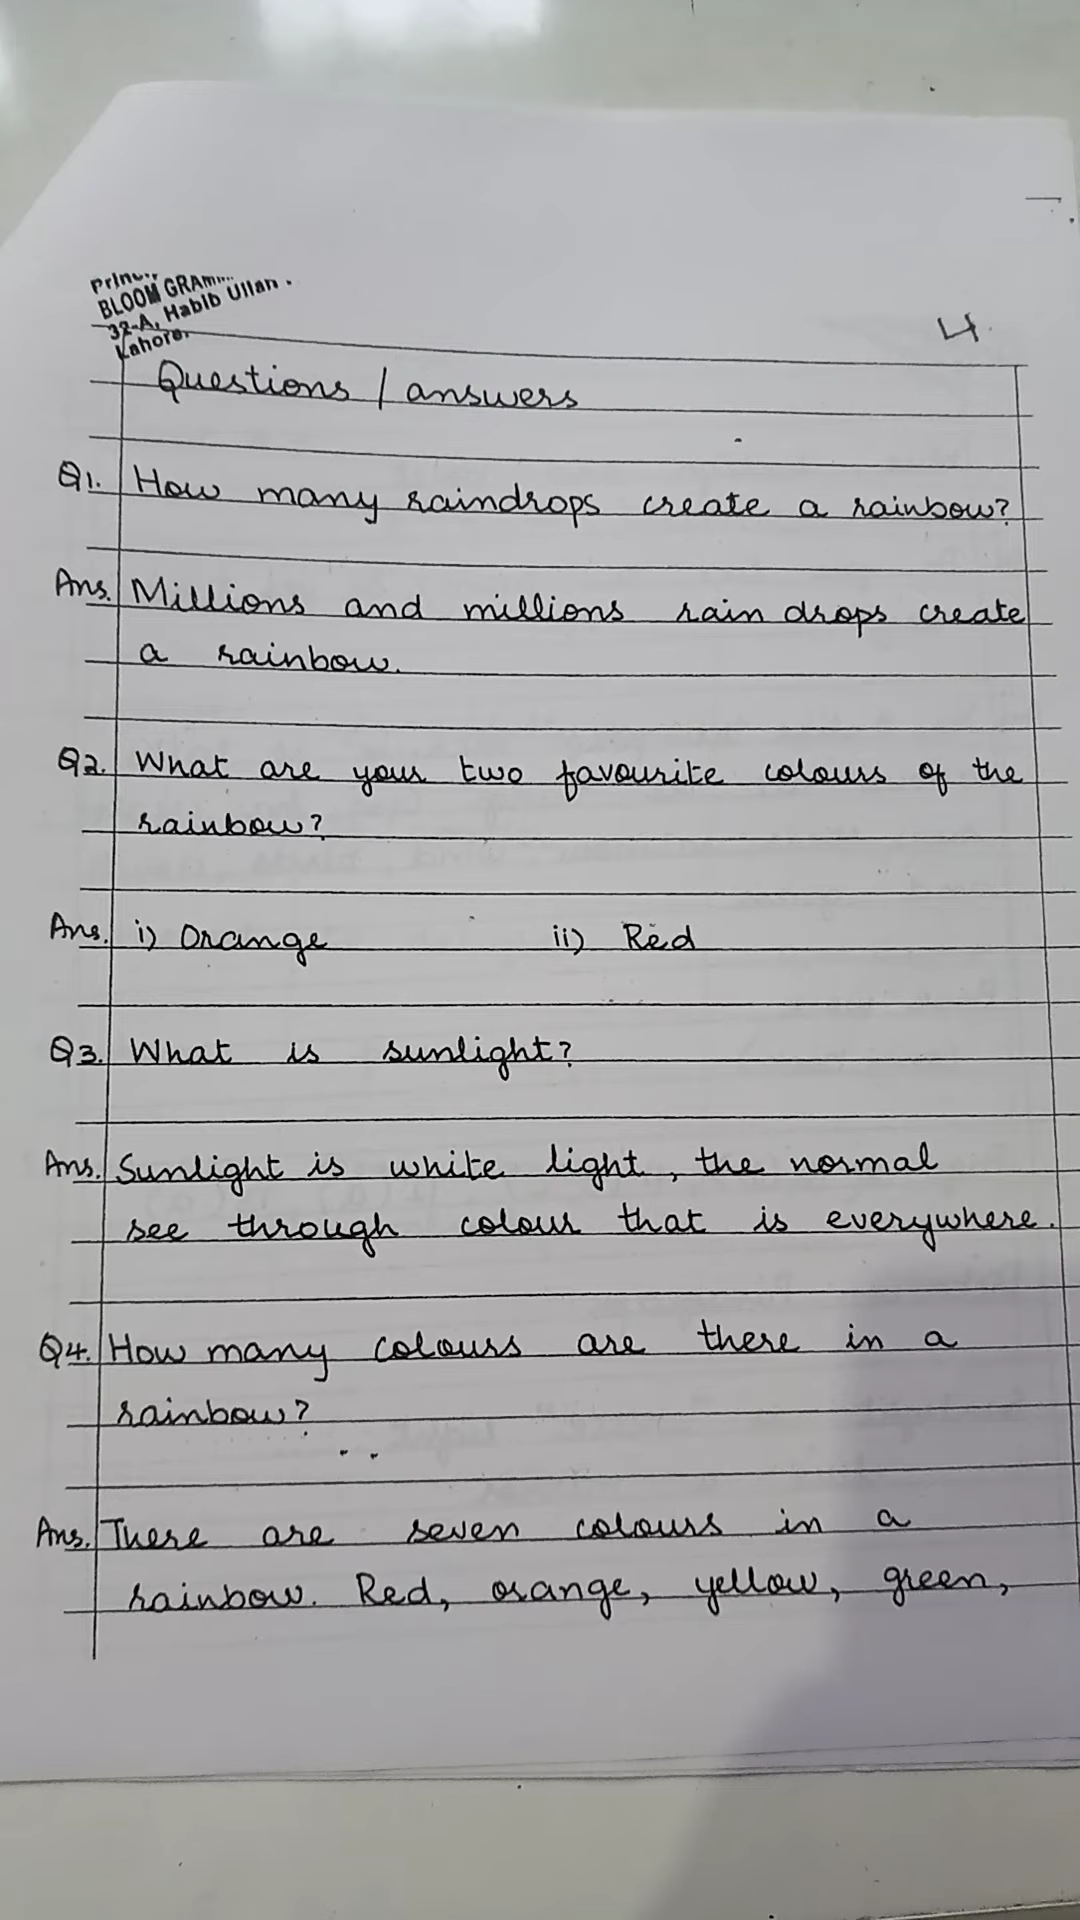 BLOOM
32-A, Habib Ullah
Lahore.
4.
Questions / answers
Q1. How many raindrops create a rainbow?
Ans. Millions and millions rain drops create
a rainbow.
Q2. What are your two favourite colours of the
rainbow?
Ans. i) Orange ii) Red
Q3. What is sunlight?
Ans. Sunlight is white light, the normal
see through colour that is everywhere.
Q4. How many colours are there in a
rainbow?
Ans. There are seven colours in a
rainbow. Red, orange, yellow, green,